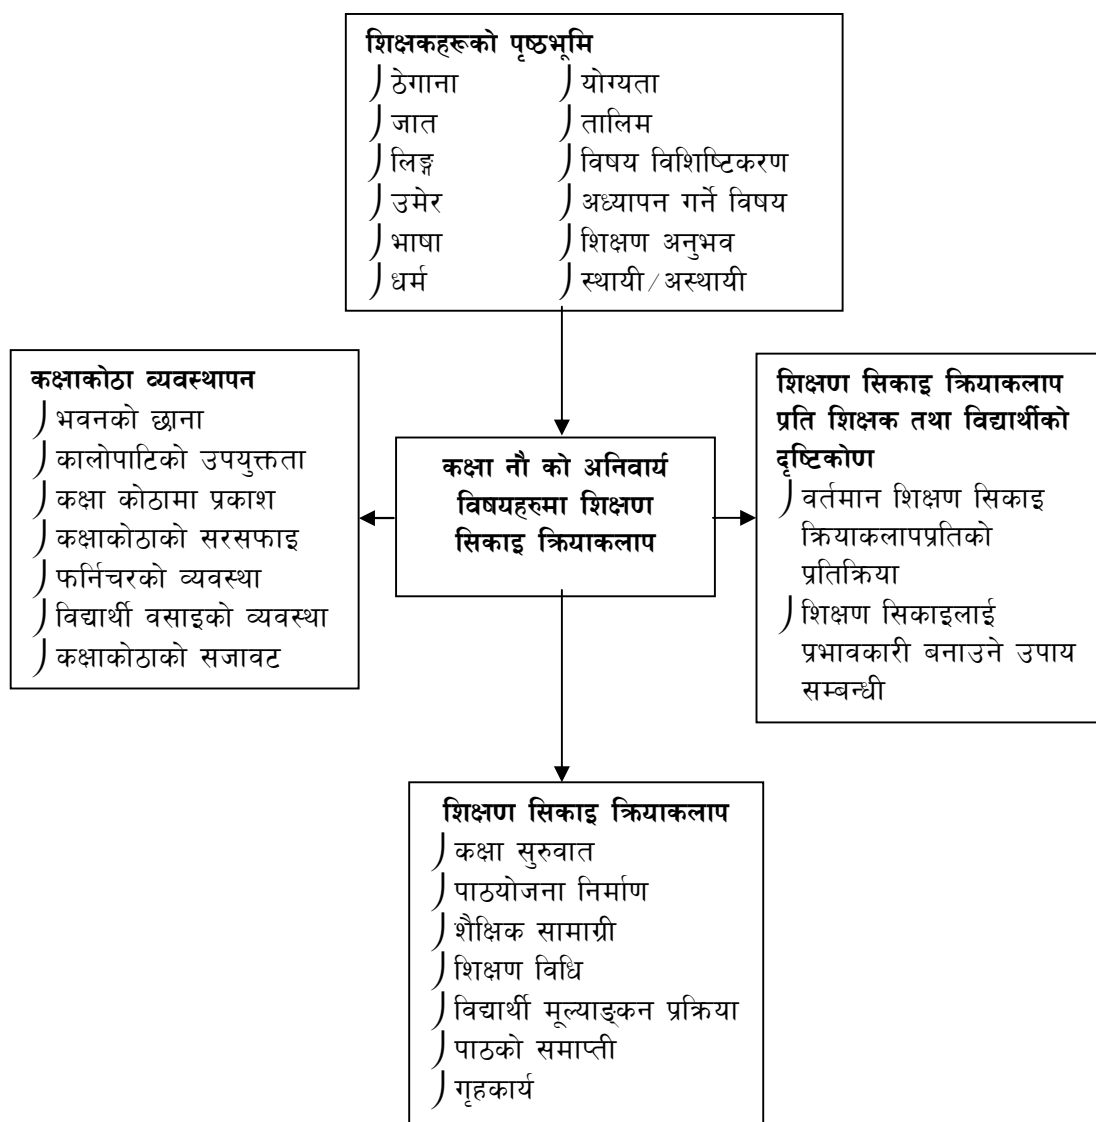 शिक्षकहरूको पृष्ठभूमि
ठेगाना योग्यता
जात तालिम
लिङ्ग विषय विशिष्टिकरण
उमेर अध्यापन गर्ने विषय
भाषा शिक्षण अनुभव
धर्म स्थायी/अस्थायी
कक्षाकोठा व्यवस्थापन
भवनको छाना
कालोपाटिको उपयुक्तता
कक्षा कोठामा प्रकाश
कक्षाकोठाको सरसफाइ
फर्निचरको व्यवस्था
विद्यार्थी वसाइको व्यवस्था
कक्षाकोठाको सजावट
कक्षा नौ को अनिवार्य
विषयहरुमा शिक्षण
सिकाइ क्रियाकलाप
शिक्षण सिकाइ क्रियाकलाप
प्रति शिक्षक तथा विद्यार्थीको
दृष्टिकोण
वर्तमान शिक्षण सिकाइ
क्रियाकलापप्रतिको
प्रतिक्रिया
शिक्षण सिकाइलाई
प्रभावकारी बनाउने उपाय
सम्बन्धी
शिक्षण सिकाइ क्रियाकलाप
कक्षा सुरुवात
पाठयोजना निर्माण
शैक्षिक सामाग्री
शिक्षण विधि
विद्यार्थी मूल्याङ्कन प्रक्रिया
पाठको समाप्ती
गृहकार्य